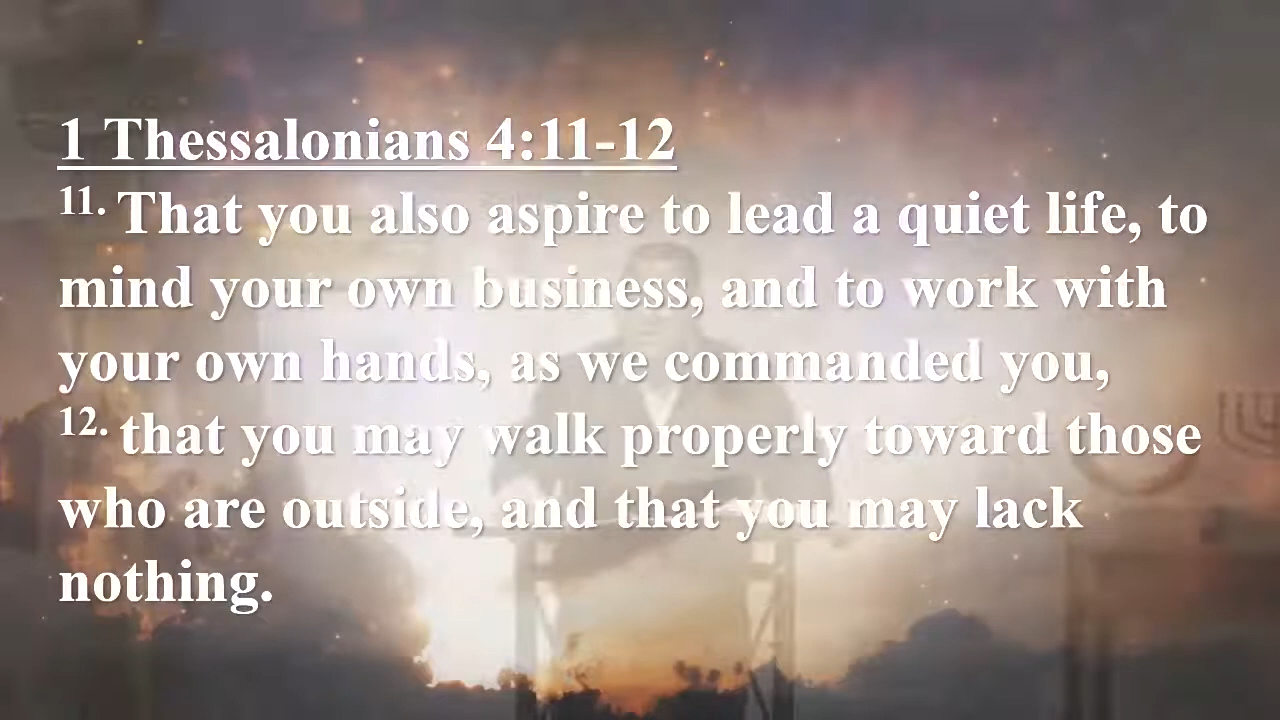 1 Thessalonians 4:11-12
11. That you also aspire to lead a quiet life, to
mind your own business, and to work with
your own hands, as we commanded you,
12. that you may walk properly toward those
who are outside, and that you may lack
nothing.